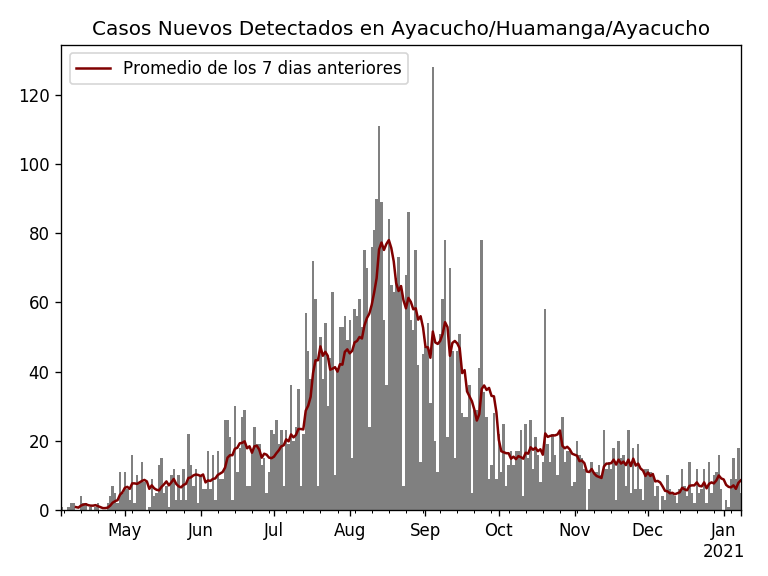 Casos Nuevos Detectados en Ayacucho/Huamanga/Ayacucho
Promedio de los 7 dias anteriores
120
100
80
60
40
20
0
May Jun Jul Aug Sep Oct Nov Dec Jan
2021